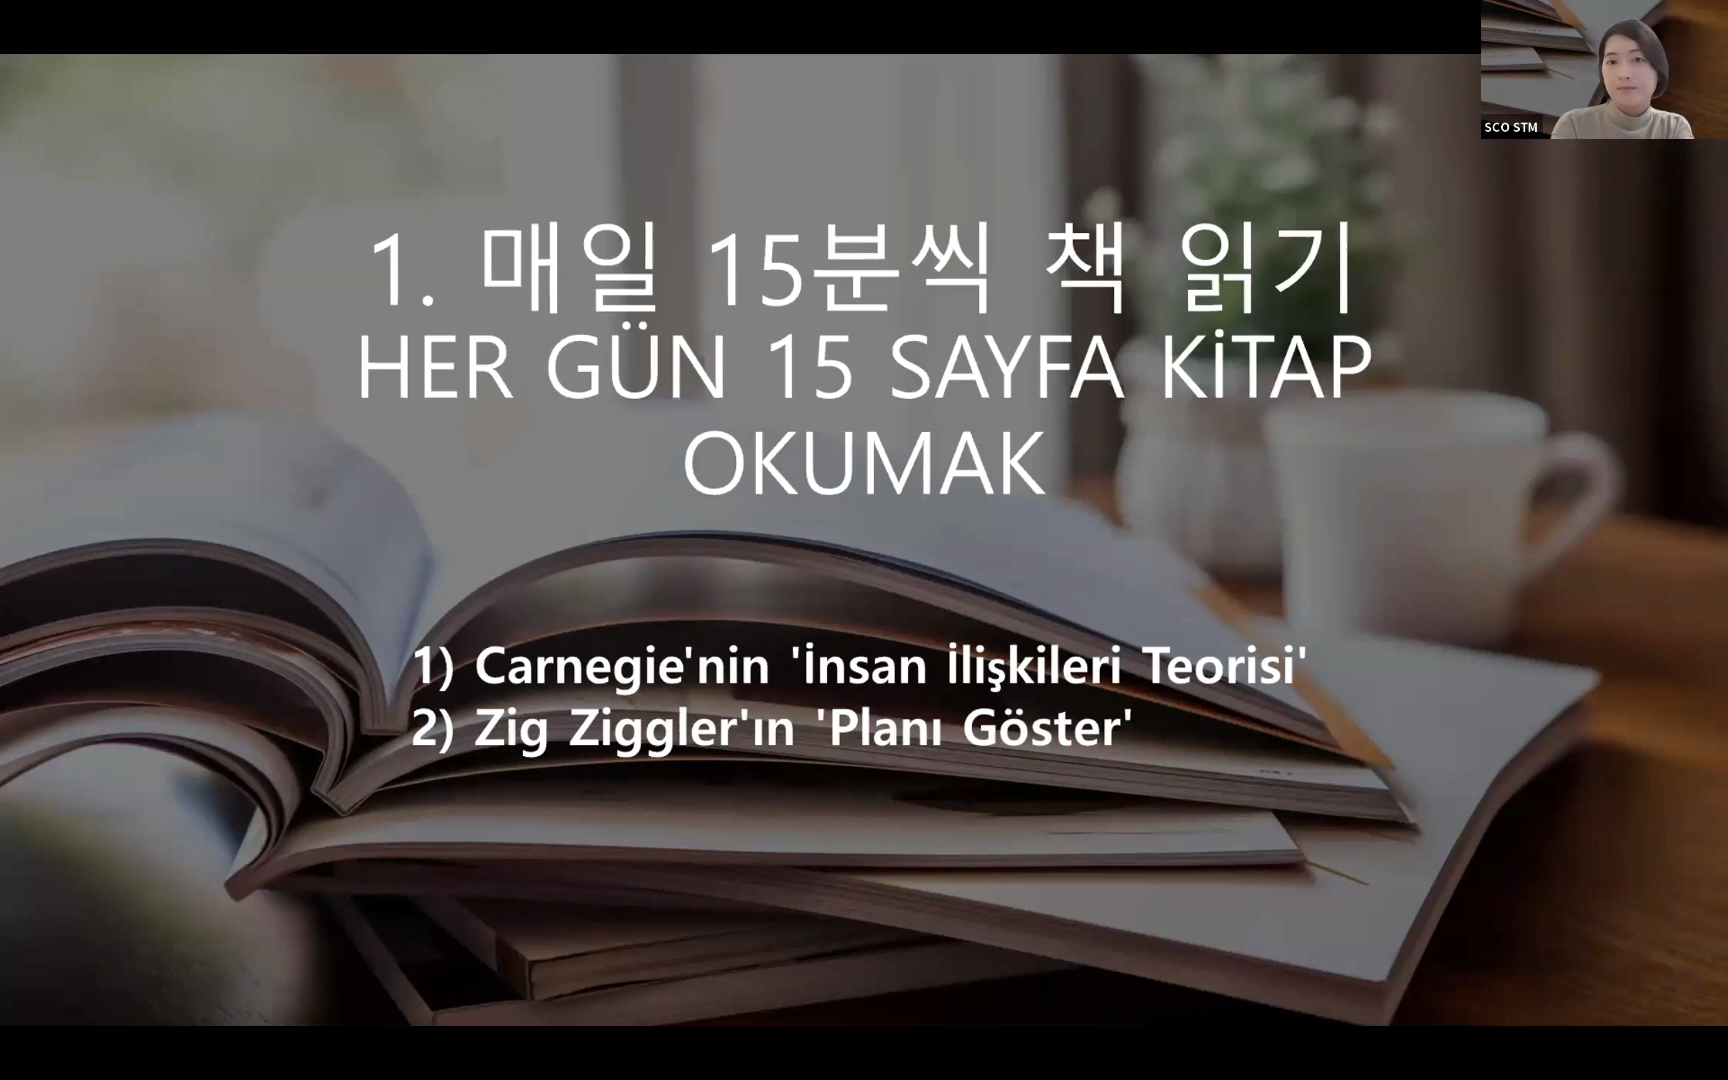 SCO STM
1. 매일 15분씩 책 읽기
HER GÜN 15 SAYFA KİTAP
OKUMAK
1) Carnegie'nin 'İnsan İlişkileri Teorisi'
2) Zig Ziggler'ın 'Planı Göster'